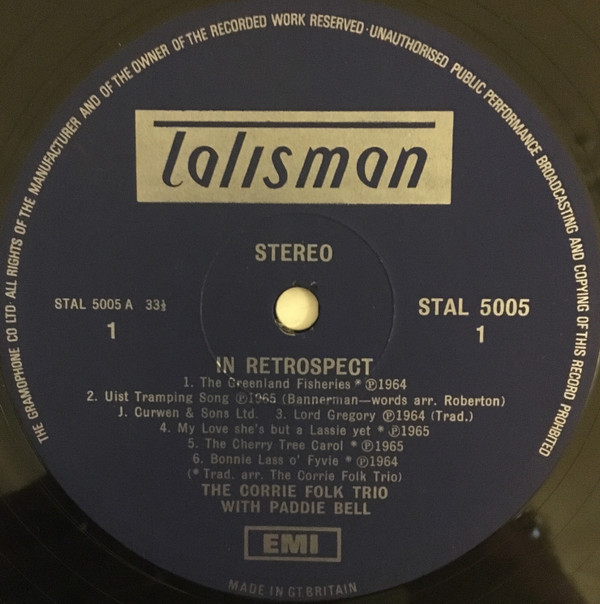 THE GRAMOPHONE CO LTD· ALL RIGHTS OF THE MANUFACTURER AND OF THE OWNER OF THE RECORDED WORK RESERVED·UNAUTHORISED PUBLIC PERFORMANCE BROADCASTING AND COPYING OF THIS RECORD PROHIBITED
Talisman
STEREO
STAL 5005 A 33⅓
1
STAL 5005
1
IN RETROSPECT
1. The Greenland Fisheries * ℗1964
2. Uist Tramping Song ℗1965 (Bannerman—words arr. Roberton)
J. Curwen & Sons Ltd. 3. Lord Gregory ℗1964 (Trad.)
4. My Love she's but a Lassie yet * ℗1965
5. The Cherry Tree Carol * ℗1965
6. Bonnie Lass o' Fyvie * ℗1964
(* Trad. arr. The Corrie Folk Trio)
THE CORRIE FOLK TRIO
WITH PADDIE BELL
EMI
MADE IN GT. BRITAIN